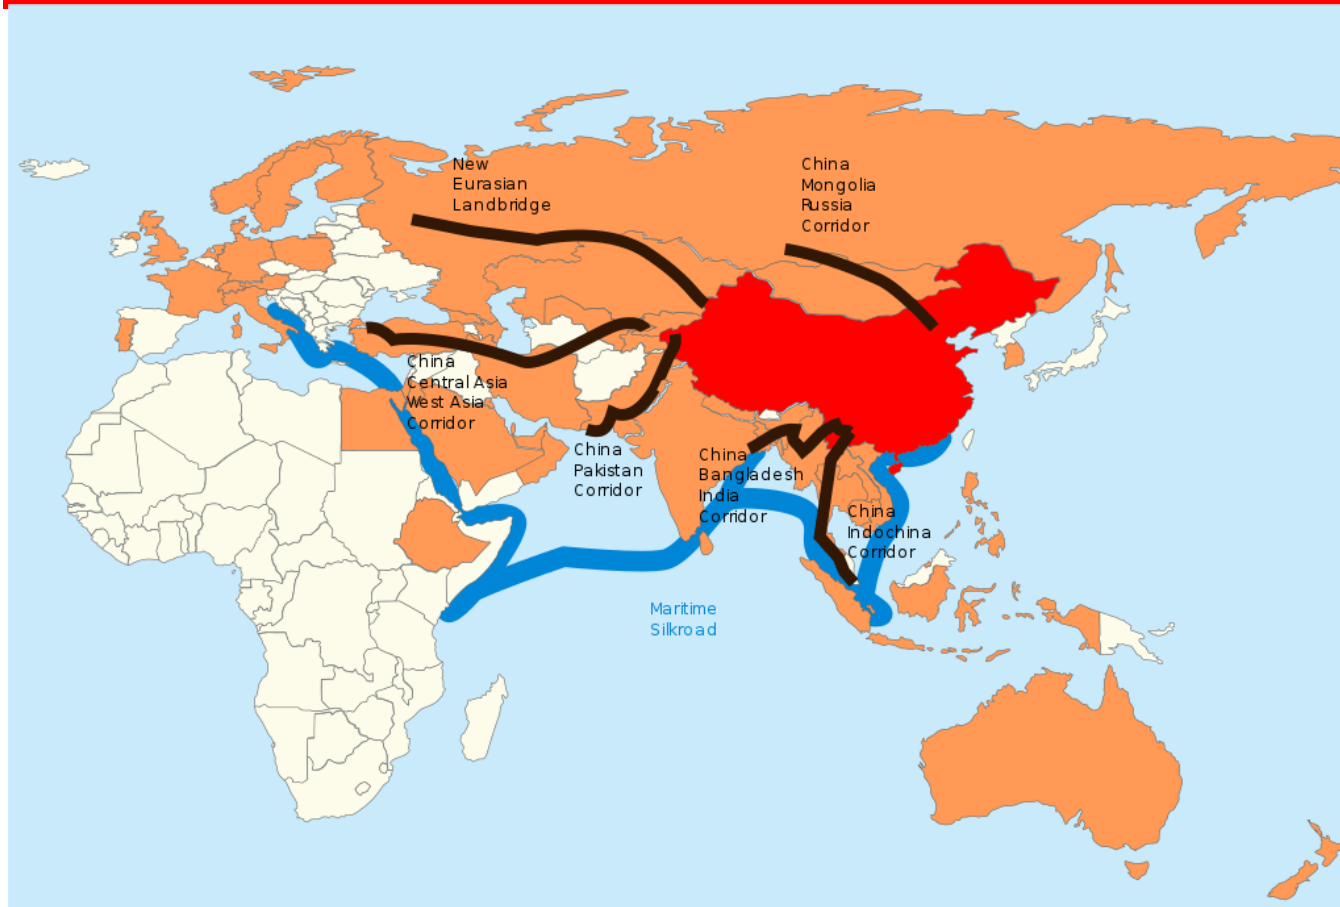 New
Eurasian
Landbridge
China
Mongolia
Russia
Corridor
China
Central Asia
West Asia
Corridor
China
Pakistan
Corridor
China
Bangladesh
India
Corridor
China
Indochina
Corridor
Maritime
Silkroad